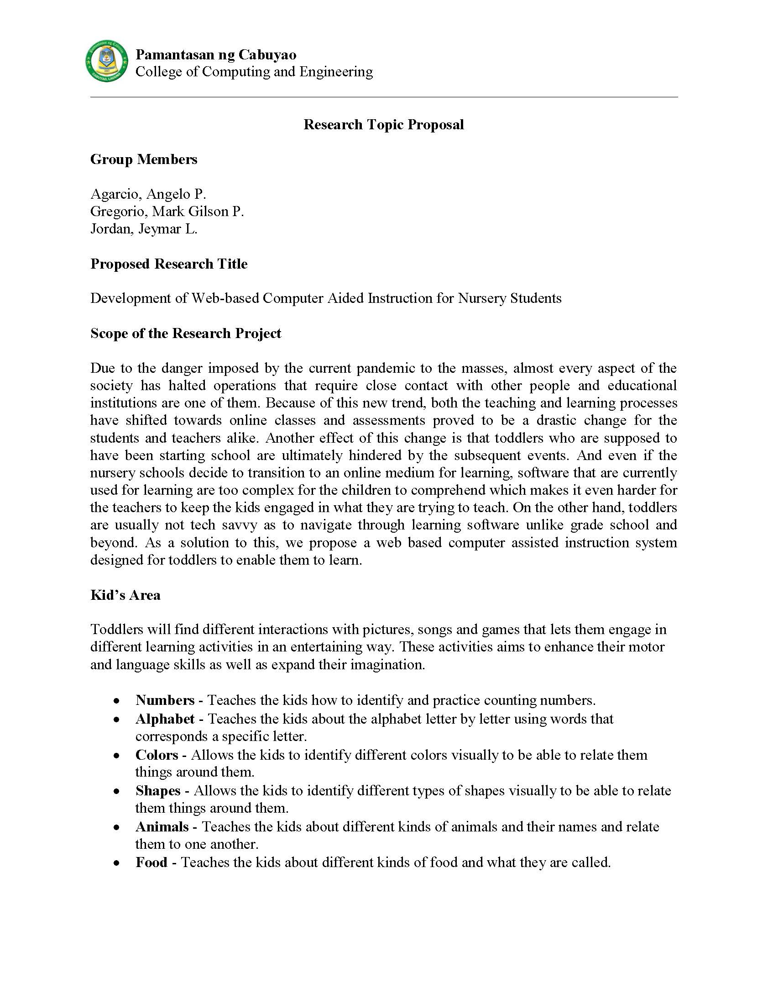 Pamantasan ng Cabuyao
CABUYAO, LAGUNA
Pamantasan ng Cabuyao
College of Computing and Engineering
Research Topic Proposal
Group Members
Agarcio, Angelo P.
Gregorio, Mark Gilson P.
Jordan, Jeymar L.
Proposed Research Title
Development of Web-based Computer Aided Instruction for Nursery Students
Scope of the Research Project
Due to the danger imposed by the current pandemic to the masses, almost every aspect of the
society has halted operations that require close contact with other people and educational
institutions are one of them. Because of this new trend, both the teaching and learning processes
have shifted towards online classes and assessments proved to be a drastic change for the
students and teachers alike. Another effect of this change is that toddlers who are supposed to
have been starting school are ultimately hindered by the subsequent events. And even if the
nursery schools decide to transition to an online medium for learning, software that are currently
used for learning are too complex for the children to comprehend which makes it even harder for
the teachers to keep the kids engaged in what they are trying to teach. On the other hand, toddlers
are usually not tech savvy as to navigate through learning software unlike grade school and
beyond. As a solution to this, we propose a web based computer assisted instruction system
designed for toddlers to enable them to learn.
Kid’s Area
Toddlers will find different interactions with pictures, songs and games that lets them engage in
different learning activities in an entertaining way. These activities aims to enhance their motor
and language skills as well as expand their imagination.
• Numbers - Teaches the kids how to identify and practice counting numbers.
• Alphabet - Teaches the kids about the alphabet letter by letter using words that
corresponds a specific letter.
• Colors - Allows the kids to identify different colors visually to be able to relate them
things around them.
• Shapes - Allows the kids to identify different types of shapes visually to be able to relate
them things around them.
• Animals - Teaches the kids about different kinds of animals and their names and relate
them to one another.
• Food - Teaches the kids about different kinds of food and what they are called.